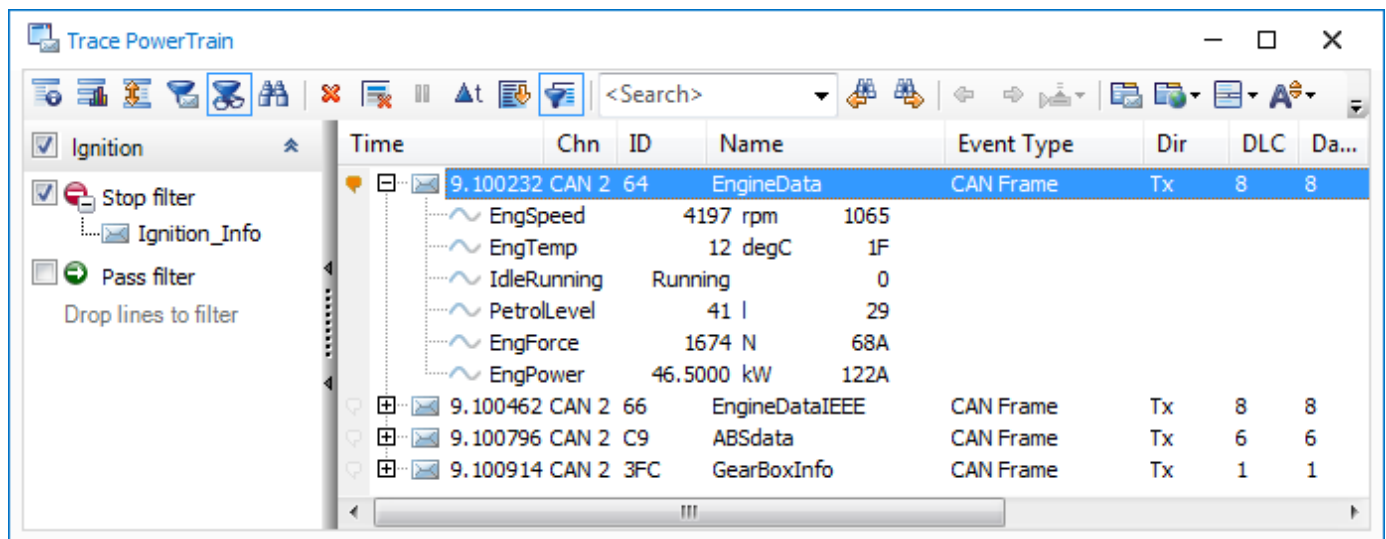 Trace PowerTrain
Δt <Search> A
Ignition
Stop filter
Ignition_Info
Pass filter
Drop lines to filter
Time Chn ID Name Event Type Dir DLC Da...
9.100232 CAN 2 64 EngineData CAN Frame Tx 8 8
EngSpeed 4197 rpm 1065
EngTemp 12 degC 1F
IdleRunning Running 0
PetrolLevel 41 l 29
EngForce 1674 N 68A
EngPower 46.5000 kW 122A
9.100462 CAN 2 66 EngineDataIEEE CAN Frame Tx 8 8
9.100796 CAN 2 C9 ABSdata CAN Frame Tx 6 6
9.100914 CAN 2 3FC GearBoxInfo CAN Frame Tx 1 1